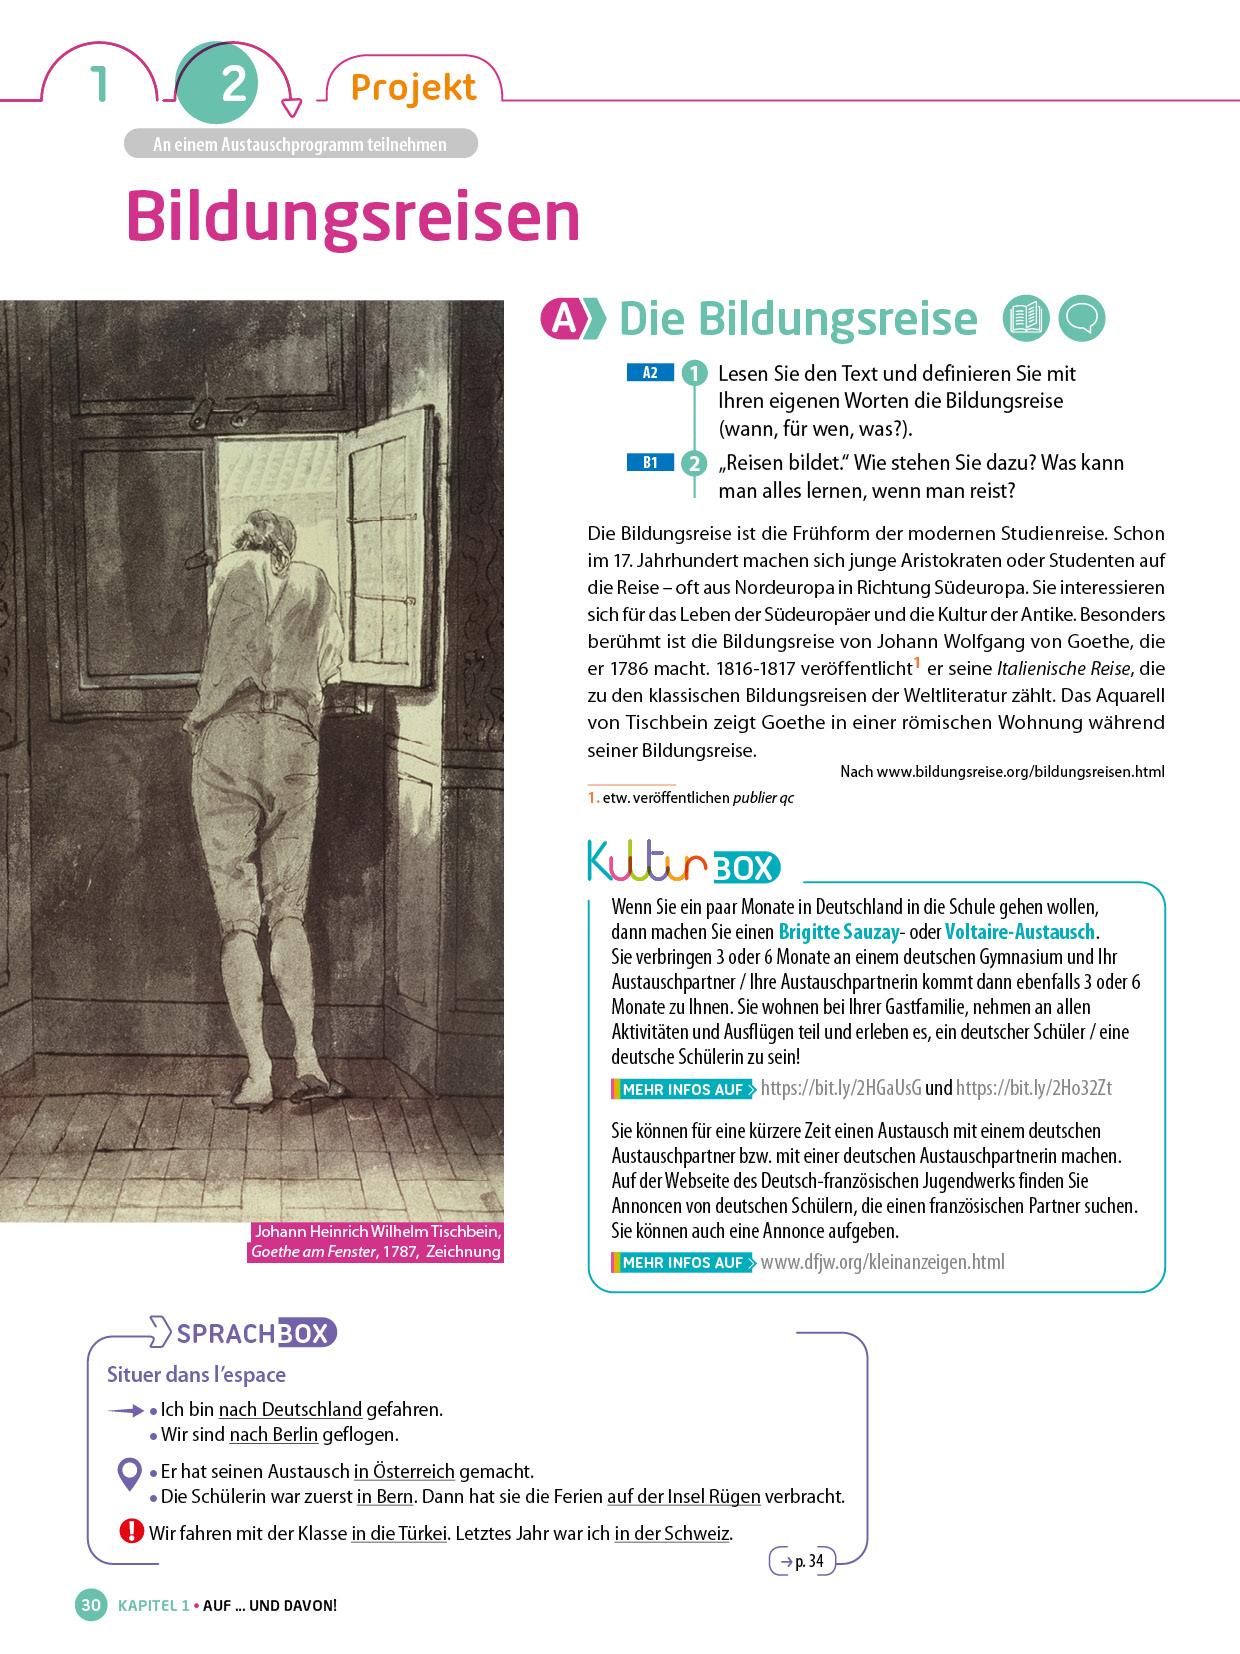 1
2
Projekt
An einem Austauschprogramm teilnehmen
Bildungsreisen
A
Die Bildungsreise
A2
1
Lesen Sie den Text und definieren Sie mit
Ihren eigenen Worten die Bildungsreise
(wann, für wen, was?).
B1
2
„Reisen bildet.“ Wie stehen Sie dazu? Was kann
man alles lernen, wenn man reist?
Die Bildungsreise ist die Frühform der modernen Studienreise. Schon
im 17. Jahrhundert machen sich junge Aristokraten oder Studenten auf
die Reise – oft aus Nordeuropa in Richtung Südeuropa. Sie interessieren
sich für das Leben der Südeuropäer und die Kultur der Antike. Besonders
berühmt ist die Bildungsreise von Johann Wolfgang von Goethe, die
er 1786 macht. 1816-1817 veröffentlicht1 er seine Italienische Reise, die
zu den klassischen Bildungsreisen der Weltliteratur zählt. Das Aquarell
von Tischbein zeigt Goethe in einer römischen Wohnung während
seiner Bildungsreise.
Nach www.bildungsreise.org/bildungsreisen.html
1. etw. veröffentlichen publier qc
Kultur BOX
Wenn Sie ein paar Monate in Deutschland in die Schule gehen wollen,
dann machen Sie einen Brigitte Sauzay- oder Voltaire-Austausch.
Sie verbringen 3 oder 6 Monate an einem deutschen Gymnasium und Ihr
Austauschpartner / Ihre Austauschpartnerin kommt dann ebenfalls 3 oder 6
Monate zu Ihnen. Sie wohnen bei Ihrer Gastfamilie, nehmen an allen
Aktivitäten und Ausflügen teil und erleben es, ein deutscher Schüler / eine
deutsche Schülerin zu sein!
MEHR INFOS AUF https://bit.ly/2HGaUsG und https://bit.ly/2Ho32Zt
Sie können für eine kürzere Zeit einen Austausch mit einem deutschen
Austauschpartner bzw. mit einer deutschen Austauschpartnerin machen.
Auf der Webseite des Deutsch-französischen Jugendwerks finden Sie
Annoncen von deutschen Schülern, die einen französischen Partner suchen.
Sie können auch eine Annonce aufgeben.
MEHR INFOS AUF www.dfjw.org/kleinanzeigen.html
Johann Heinrich Wilhelm Tischbein,
Goethe am Fenster, 1787, Zeichnung
SPRACHBOX
Situer dans l’espace
• Ich bin nach Deutschland gefahren.
• Wir sind nach Berlin geflogen.
• Er hat seinen Austausch in Österreich gemacht.
• Die Schülerin war zuerst in Bern. Dann hat sie die Ferien auf der Insel Rügen verbracht.
! Wir fahren mit der Klasse in die Türkei. Letztes Jahr war ich in der Schweiz.
→ p. 34
30 KAPITEL 1 • AUF ... UND DAVON!